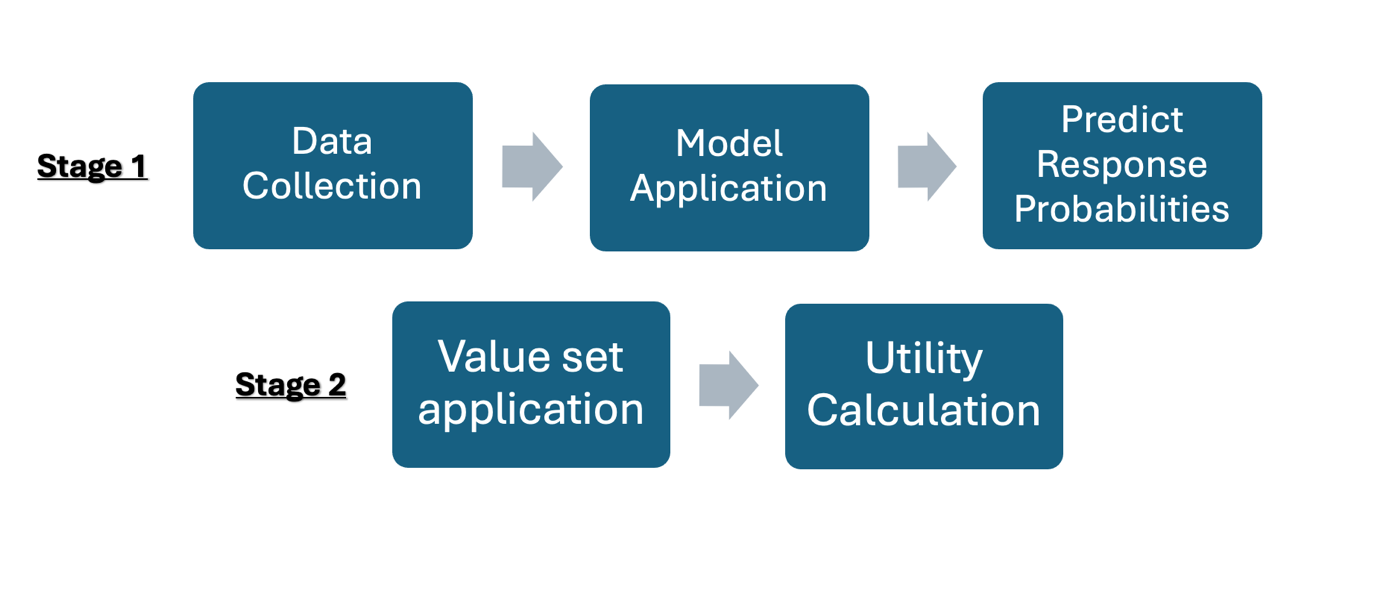 Stage 1
Data
Collection
Model
Application
Predict
Response
Probabilities
Stage 2
Value set
application
Utility
Calculation